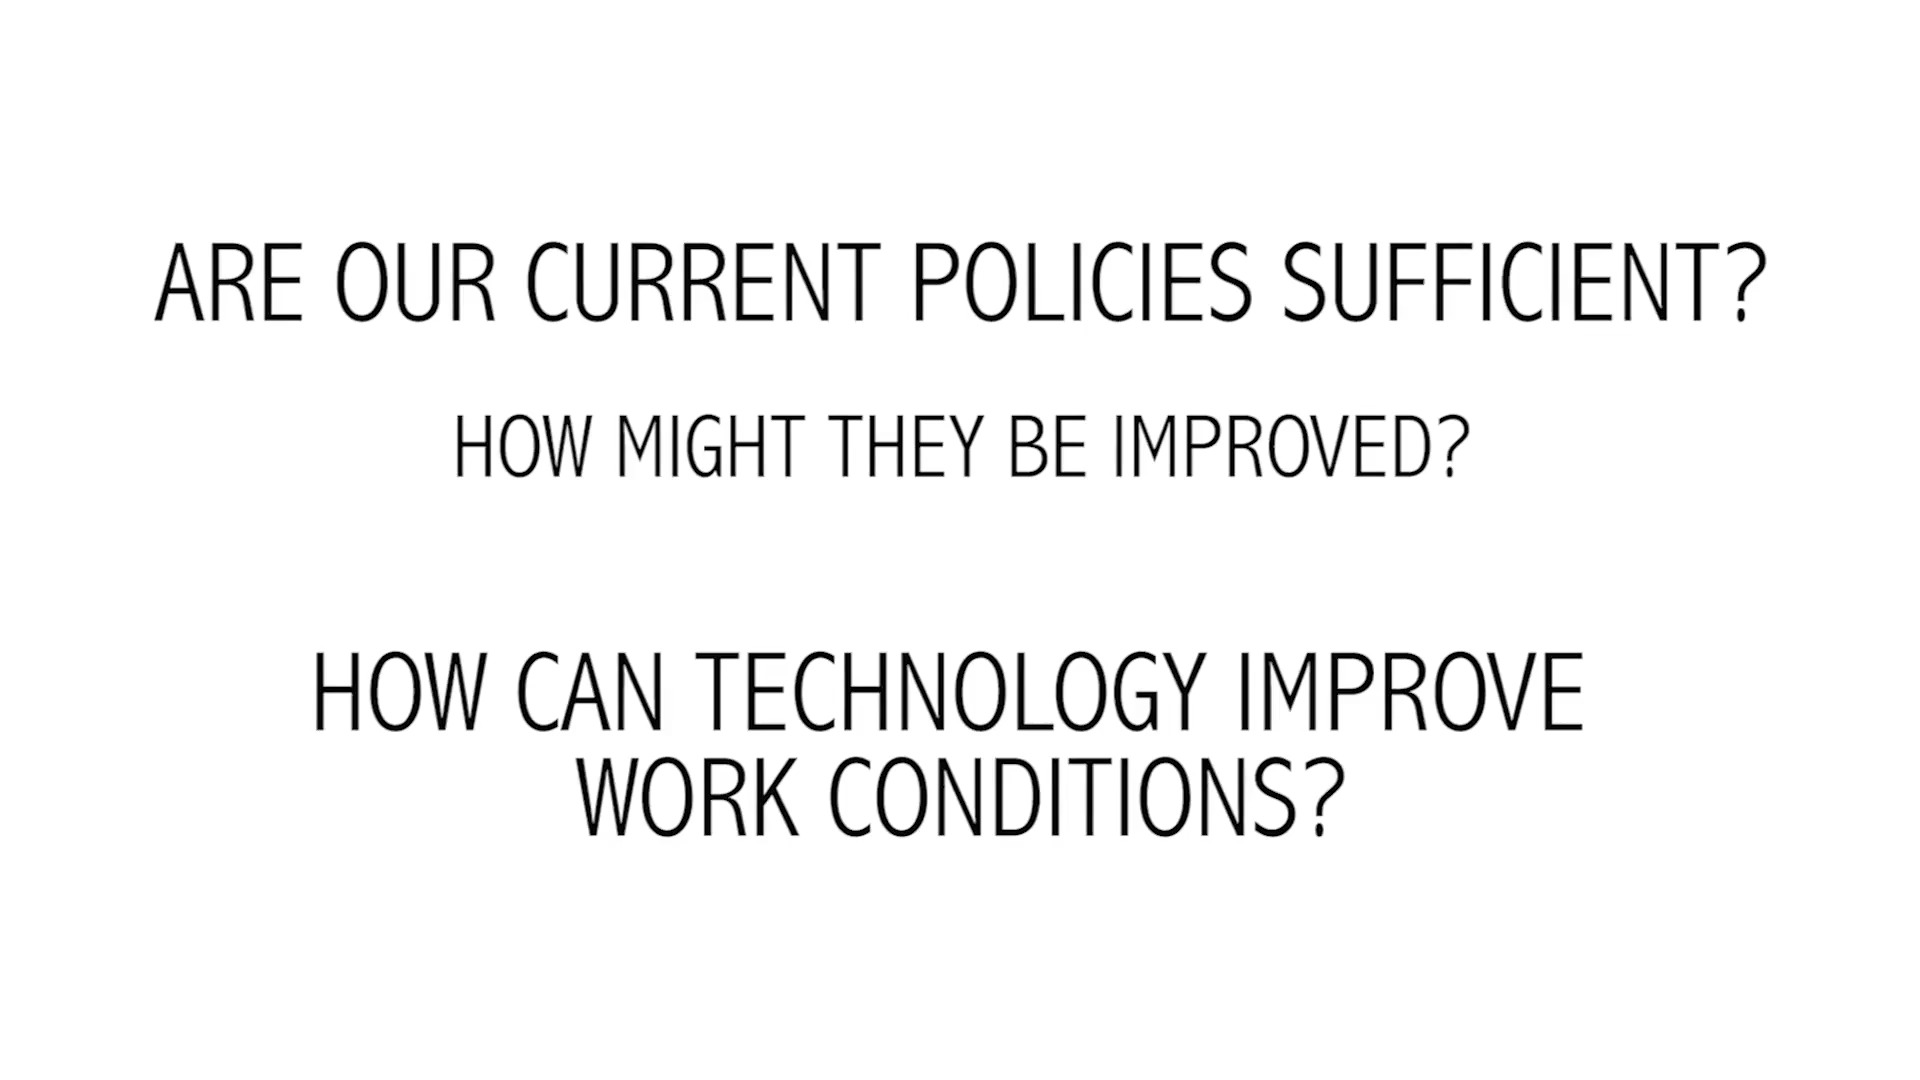 ARE OUR CURRENT POLICIES SUFFICIENT?
HOW MIGHT THEY BE IMPROVED?
HOW CAN TECHNOLOGY IMPROVE
WORK CONDITIONS?